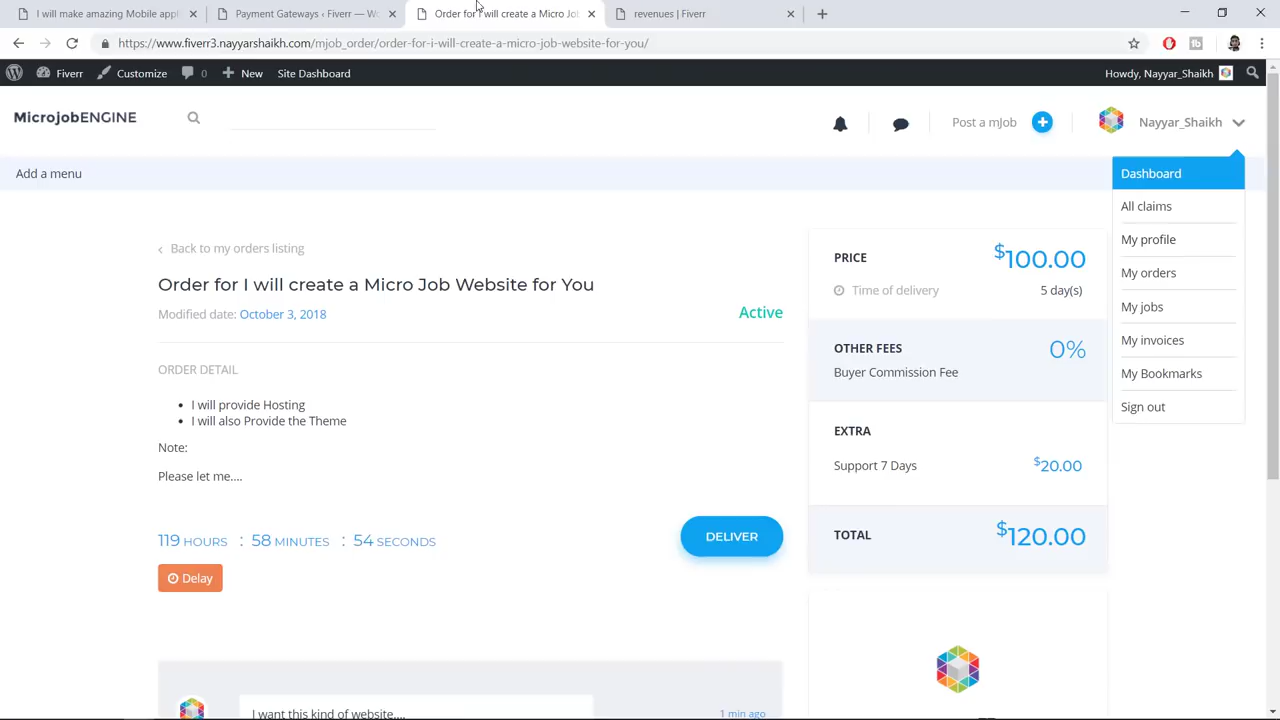 I will make amazing Mobile appl
Payment Gateways ‹ Fiverr — Wo
Order for I will create a Micro Jol
revenues | Fiverr
https://www.fiverr3.nayyarshaikh.com/mjob_order/order-for-i-will-create-a-micro-job-website-for-you/
Fiverr
Customize
0
New
Site Dashboard
Howdy, Nayyar_Shaikh
MicrojobENGINE
Post a mJob
Nayyar_Shaikh
Add a menu
Dashboard
All claims
My profile
My orders
My jobs
My invoices
My Bookmarks
Sign out
Back to my orders listing
Order for I will create a Micro Job Website for You
Modified date: October 3, 2018
Active
ORDER DETAIL
• I will provide Hosting
• I will also Provide the Theme
Note:
Please let me....
119 HOURS : 58 MINUTES : 54 SECONDS
DELIVER
Delay
PRICE $100.00
Time of delivery 5 day(s)
OTHER FEES 0%
Buyer Commission Fee
EXTRA
Support 7 Days $20.00
TOTAL $120.00
I want this kind of website....
1 min ago